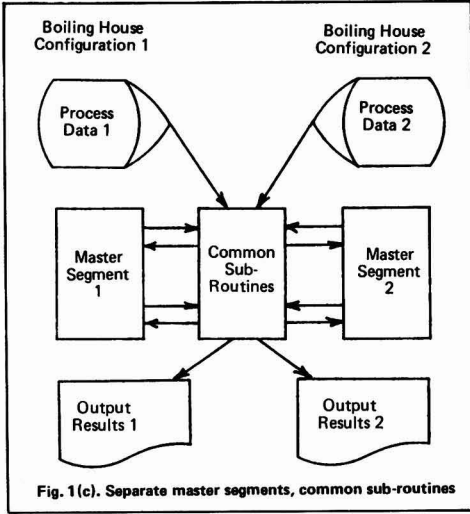 Boiling House
Configuration 1
Boiling House
Configuration 2
Process
Data 1
Process
Data 2
Master
Segment
1
Common
Sub-
Routines
Master
Segment
2
Output
Results 1
Output
Results 2
Fig. 1(c). Separate master segments, common sub-routines